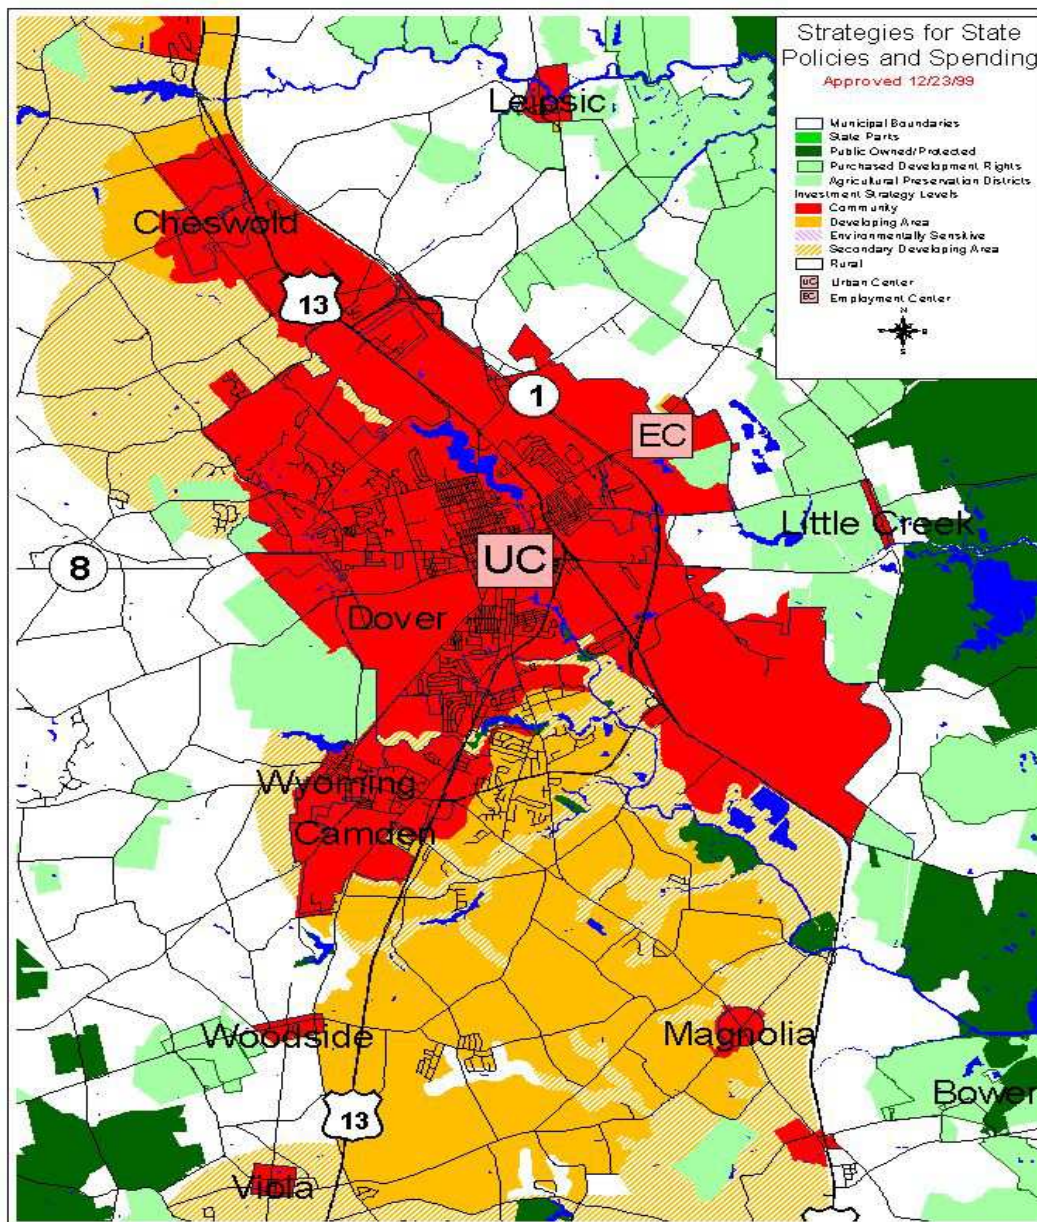 Strategies for State
Policies and Spending
Approved 12/23/99
Municipal Boundaries
State Parks
Public Owned/Protected
Purchased Development Rights
Agricultural Preservation Districts
Investment Strategy Levels
Community
Developing Area
Environmentally Sensitive
Secondary Developing Area
Rural
UC Urban Center
EC Employment Center
N
E
S
Leipsic
Cheswold
13
1
EC
Little Creek
UC
8
Dover
Wyoming
Camden
Woodside
Magnolia
Bower
13
Viola